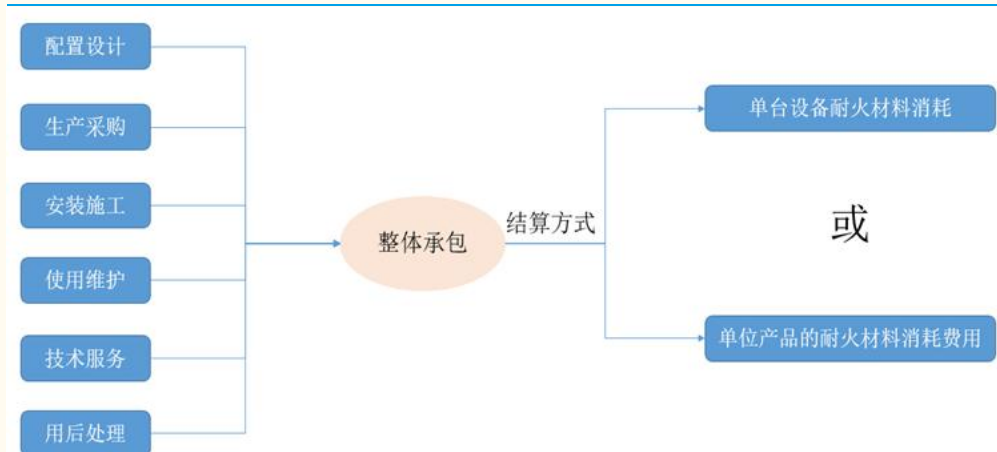 配置设计
生产采购
安装施工
使用维护
技术服务
用后处理
整体承包
结算方式
单台设备耐火材料消耗
或
单位产品的耐火材料消耗费用